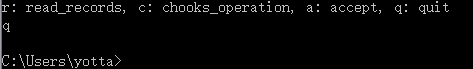 r: read_records, c: chooks_operation, a: accept, q: quit
q
C:\Users\yotta>